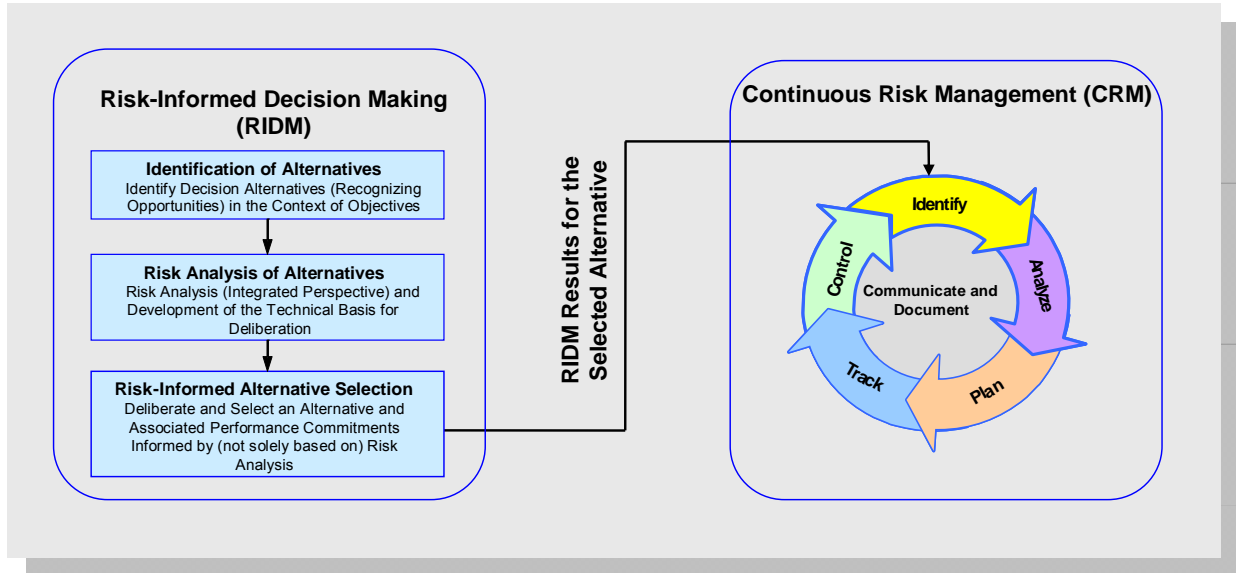 Risk-Informed Decision Making
(RIDM)
Identification of Alternatives
Identify Decision Alternatives (Recognizing
Opportunities) in the Context of Objectives
Risk Analysis of Alternatives
Risk Analysis (Integrated Perspective) and
Development of the Technical Basis for
Deliberation
Risk-Informed Alternative Selection
Deliberate and Select an Alternative and
Associated Performance Commitments
Informed by (not solely based on) Risk
Analysis
RIDM Results for the
Selected Alternative
Continuous Risk Management (CRM)
Identify
Analyze
Plan
Track
Control
Communicate and
Document